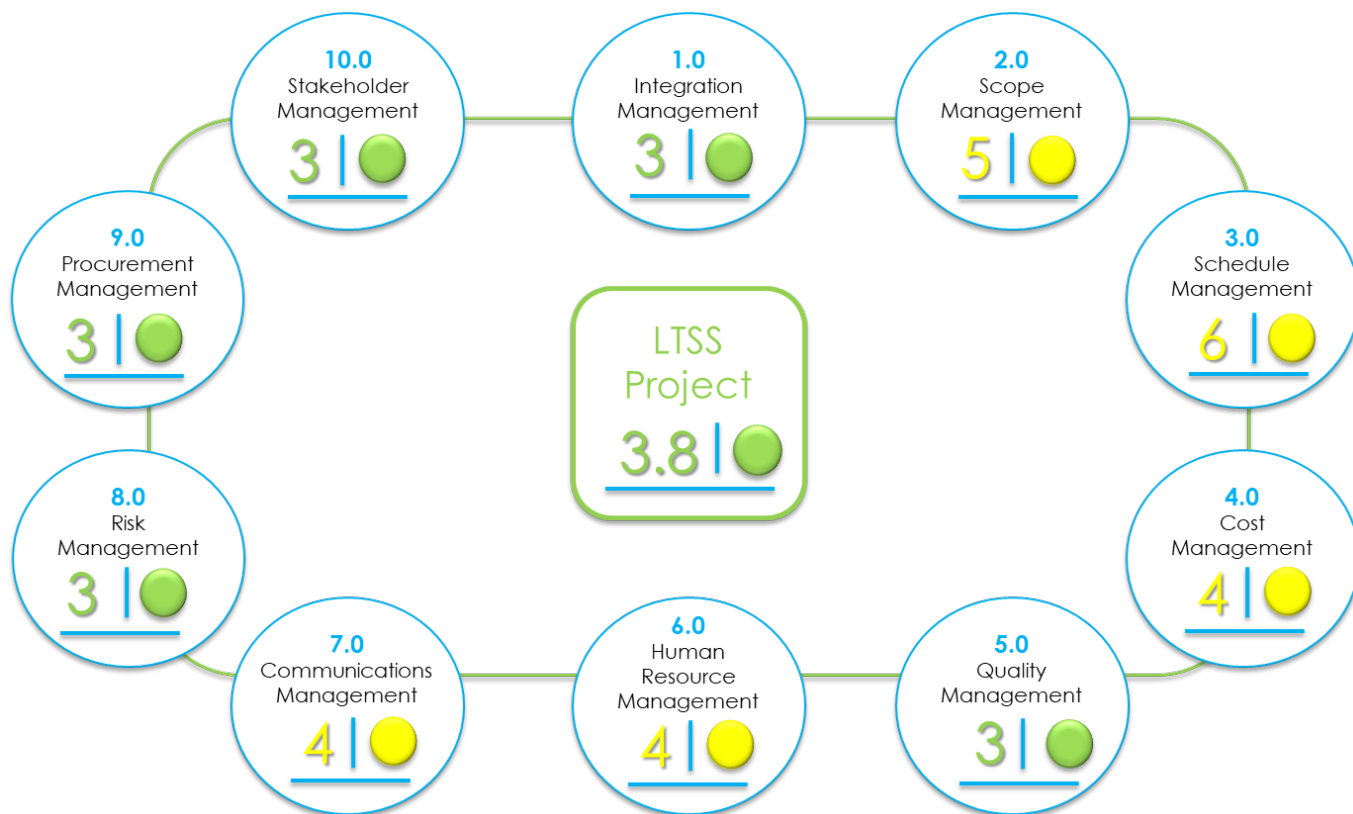 10.0
Stakeholder
Management
3
1.0
Integration
Management
3
2.0
Scope
Management
5
9.0
Procurement
Management
3
3.0
Schedule
Management
6
LTSS
Project
3.8
8.0
Risk
Management
3
4.0
Cost
Management
4
7.0
Communications
Management
4
6.0
Human
Resource
Management
4
5.0
Quality
Management
3